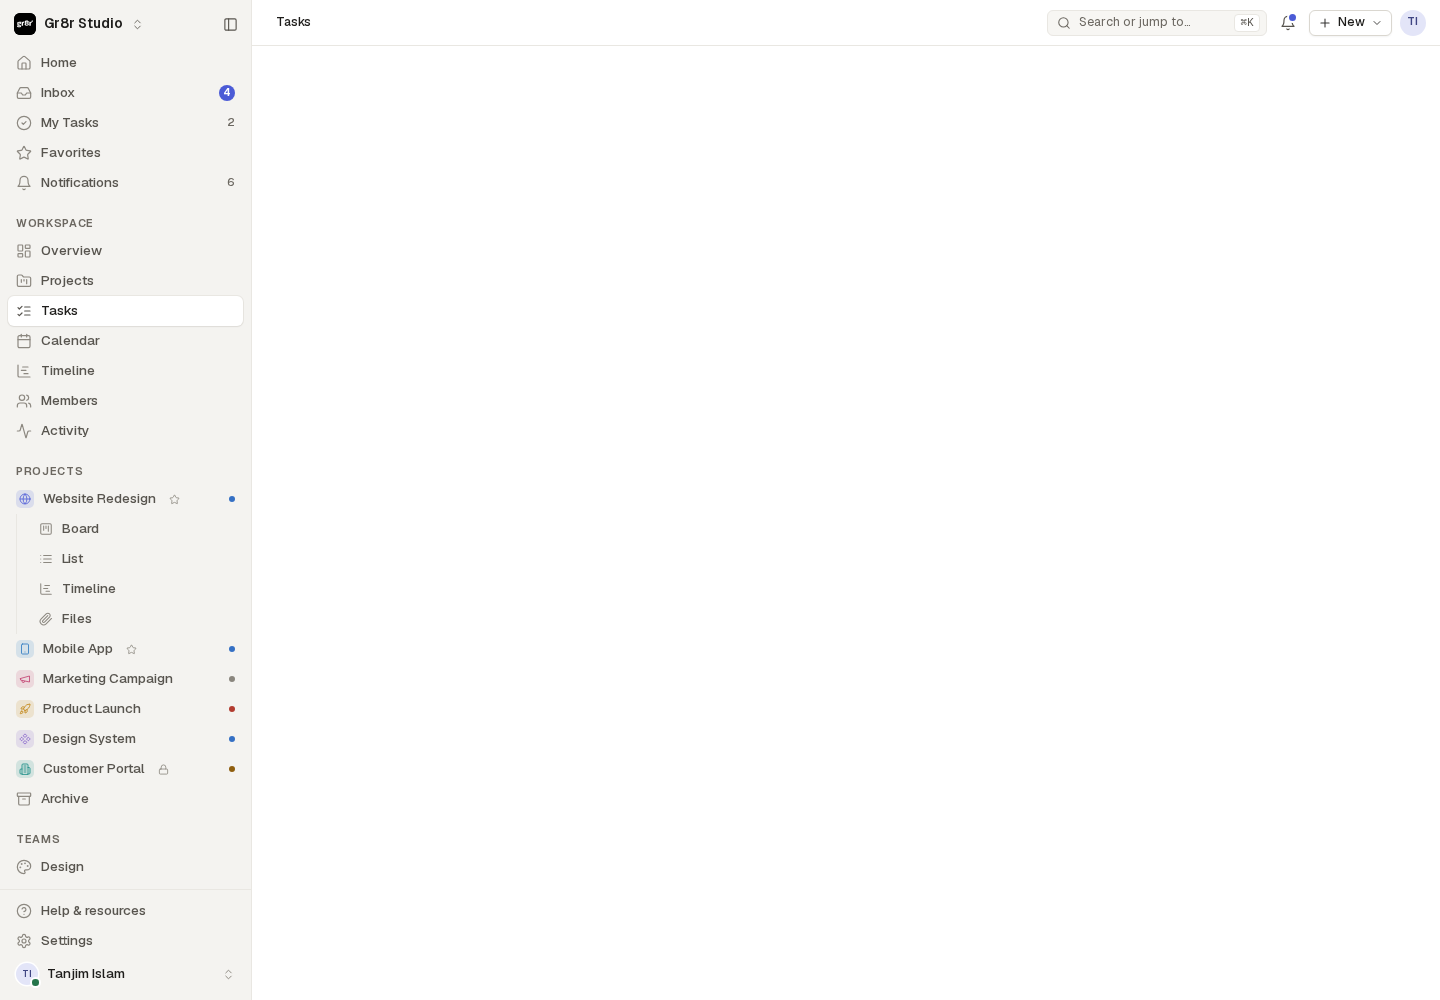 gr8r Gr8r Studio
Tasks
Search or jump to... ⌘K
New
TI
Home
Inbox 4
My Tasks 2
Favorites
Notifications 6
WORKSPACE
Overview
Projects
Tasks
Calendar
Timeline
Members
Activity
PROJECTS
Website Redesign
Board
List
Timeline
Files
Mobile App
Marketing Campaign
Product Launch
Design System
Customer Portal
Archive
TEAMS
Design
Help & resources
Settings
TI Tanjim Islam